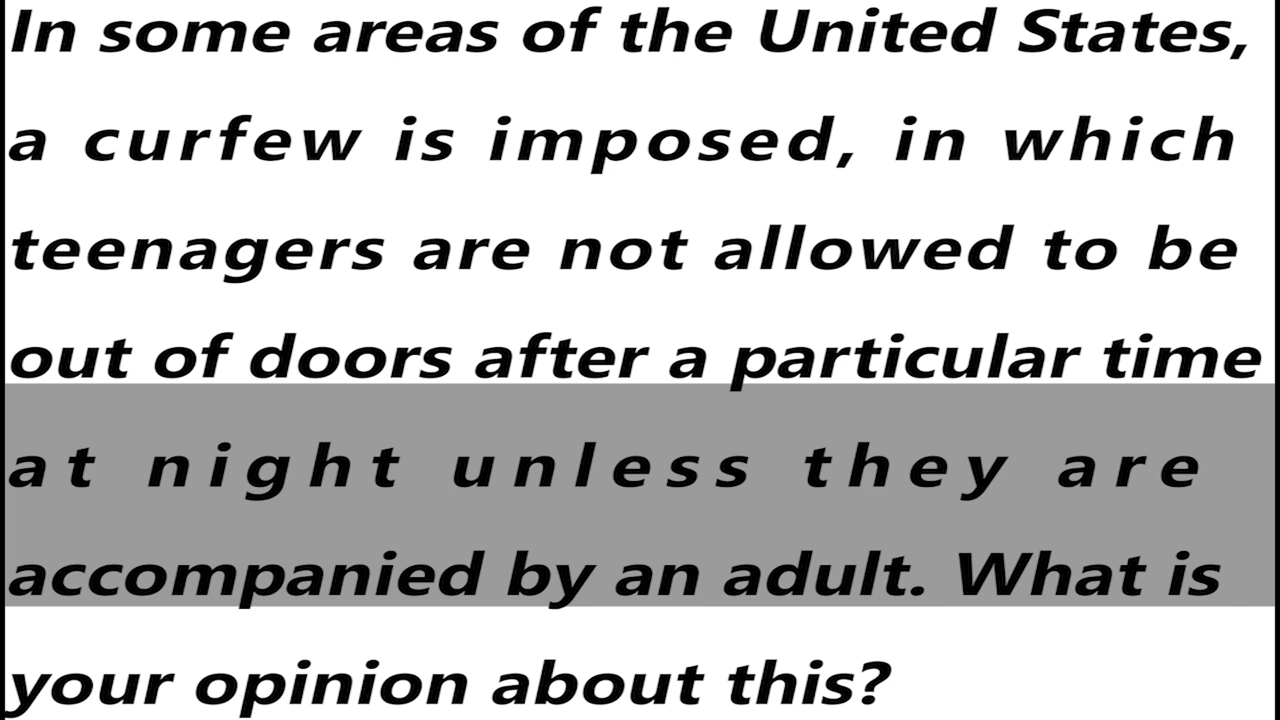 In some areas of the United States,
a curfew is imposed, in which
teenagers are not allowed to be
out of doors after a particular time
at night unless they are
accompanied by an adult. What is
your opinion about this?